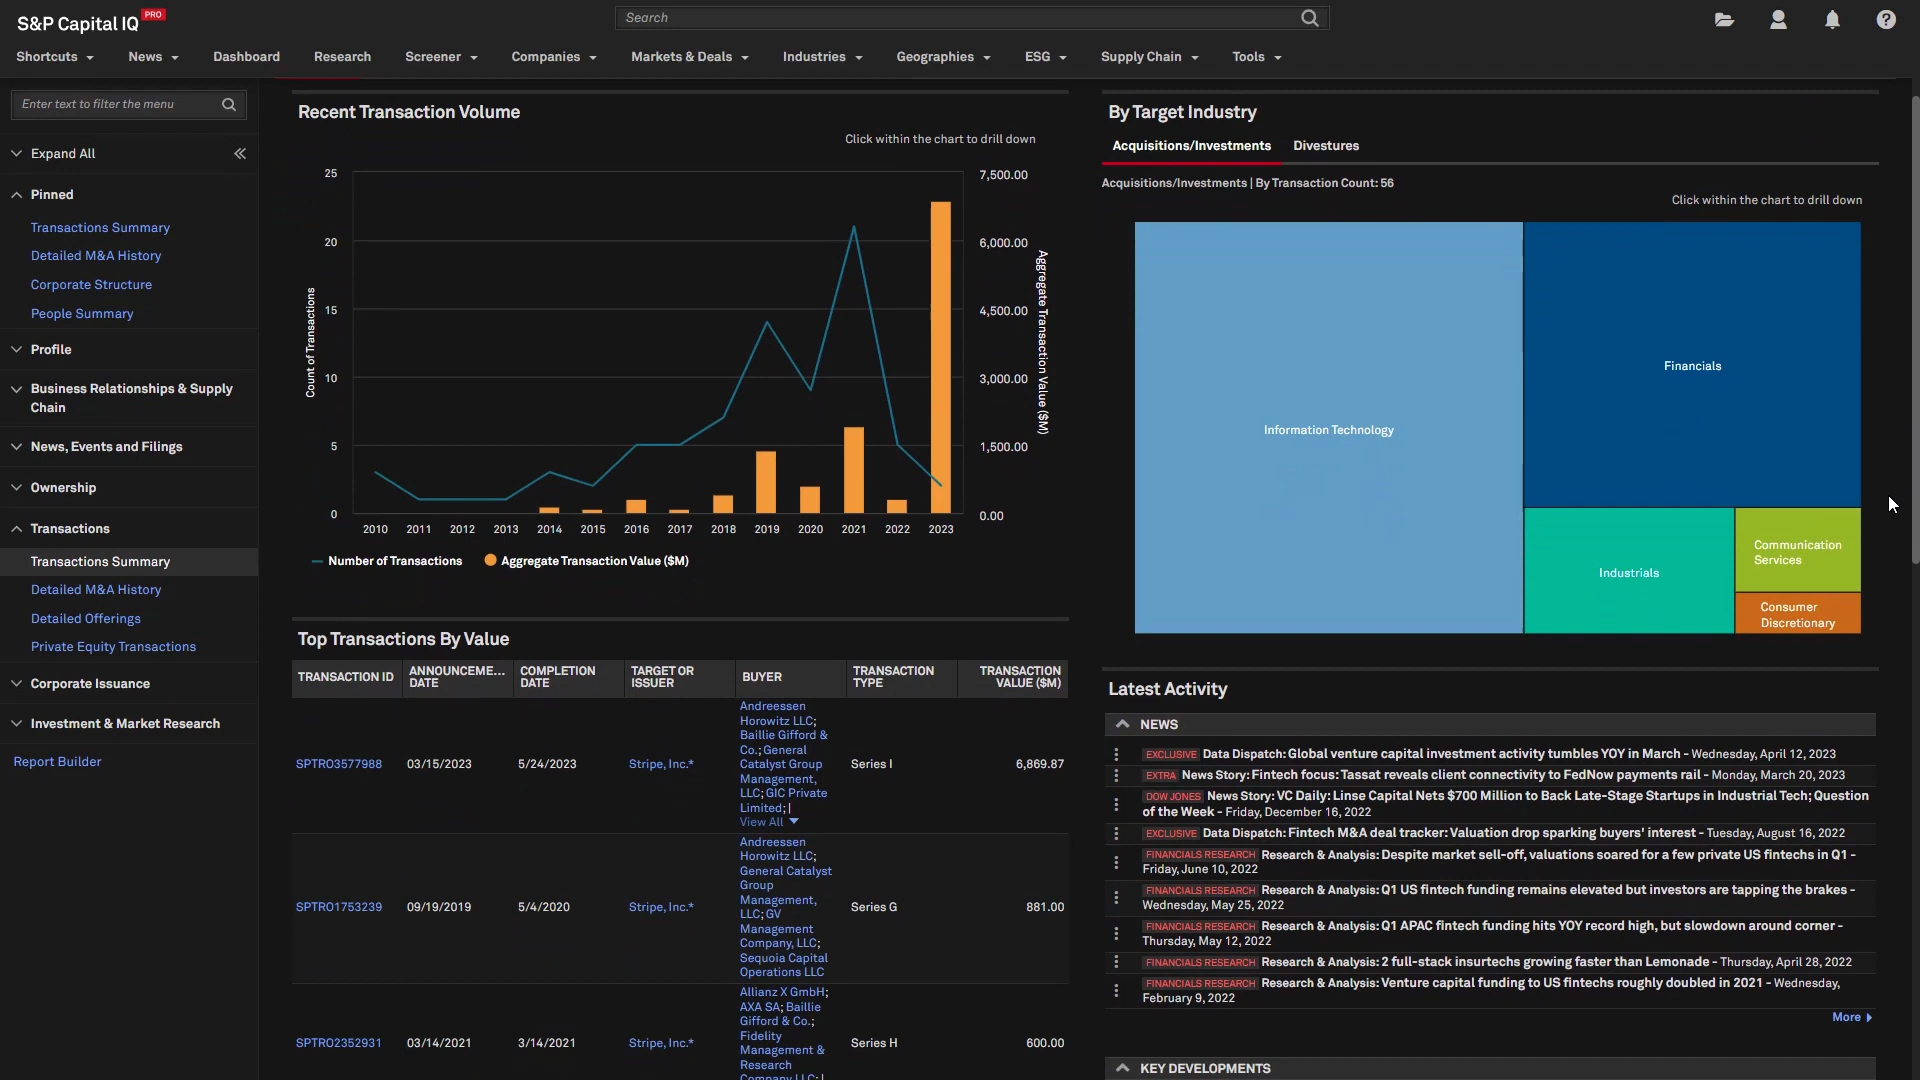 S&P Capital IQ PRO
Search
Shortcuts
News
Dashboard
Research
Screener
Companies
Markets & Deals
Industries
Geographies
ESG
Supply Chain
Tools
Enter text to filter the menu
Expand All
Pinned
Transactions Summary
Detailed M&A History
Corporate Structure
People Summary
Profile
Business Relationships & Supply
Chain
News, Events and Filings
Ownership
Transactions
Transactions Summary
Detailed M&A History
Detailed Offerings
Private Equity Transactions
Corporate Issuance
Investment & Market Research
Report Builder
Recent Transaction Volume
Click within the chart to drill down
25
20
15
10
5
0
Count of Transactions
7,500.00
6,000.00
4,500.00
3,000.00
1,500.00
0.00
Aggregate Transaction Value ($M)
2010 2011 2012 2013 2014 2015 2016 2017 2018 2019 2020 2021 2022 2023
Number of Transactions
Aggregate Transaction Value ($M)
Top Transactions By Value
TRANSACTION ID
ANNOUNCEME...
DATE
COMPLETION
DATE
TARGET OR
ISSUER
BUYER
TRANSACTION
TYPE
TRANSACTION
VALUE ($M)
SPTRO3577988
03/15/2023
5/24/2023
Stripe, Inc.*
Andreessen
Horowitz LLC;
Baillie Gifford &
Co.; General
Catalyst Group
Management,
LLC; GIC Private
Limited; |
View All
Series I
6,869.87
SPTRO1753239
09/19/2019
5/4/2020
Stripe, Inc.*
Andreessen
Horowitz LLC;
General Catalyst
Group
Management,
LLC; GV
Management
Company, LLC;
Sequoia Capital
Operations LLC
Series G
881.00
SPTRO2352931
03/14/2021
3/14/2021
Stripe, Inc.*
Allianz X GmbH;
AXA SA; Baillie
Gifford & Co.;
Fidelity
Management &
Research
Company LLC; |
Series H
600.00
By Target Industry
Acquisitions/Investments
Divestures
Acquisitions/Investments | By Transaction Count: 56
Click within the chart to drill down
Information Technology
Financials
Industrials
Communication
Services
Consumer
Discretionary
Latest Activity
NEWS
EXCLUSIVE Data Dispatch: Global venture capital investment activity tumbles YOY in March - Wednesday, April 12, 2023
EXTRA News Story: Fintech focus: Tassat reveals client connectivity to FedNow payments rail - Monday, March 20, 2023
DOW JONES News Story: VC Daily: Linse Capital Nets $700 Million to Back Late-Stage Startups in Industrial Tech; Question
of the Week - Friday, December 16, 2022
EXCLUSIVE Data Dispatch: Fintech M&A deal tracker: Valuation drop sparking buyers' interest - Tuesday, August 16, 2022
FINANCIALS RESEARCH Research & Analysis: Despite market sell-off, valuations soared for a few private US fintechs in Q1 -
Friday, June 10, 2022
FINANCIALS RESEARCH Research & Analysis: Q1 US fintech funding remains elevated but investors are tapping the brakes -
Wednesday, May 25, 2022
FINANCIALS RESEARCH Research & Analysis: Q1 APAC fintech funding hits YOY record high, but slowdown around corner -
Thursday, May 12, 2022
FINANCIALS RESEARCH Research & Analysis: 2 full-stack insurtechs growing faster than Lemonade - Thursday, April 28, 2022
FINANCIALS RESEARCH Research & Analysis: Venture capital funding to US fintechs roughly doubled in 2021 - Wednesday,
February 9, 2022
More
KEY DEVELOPMENTS